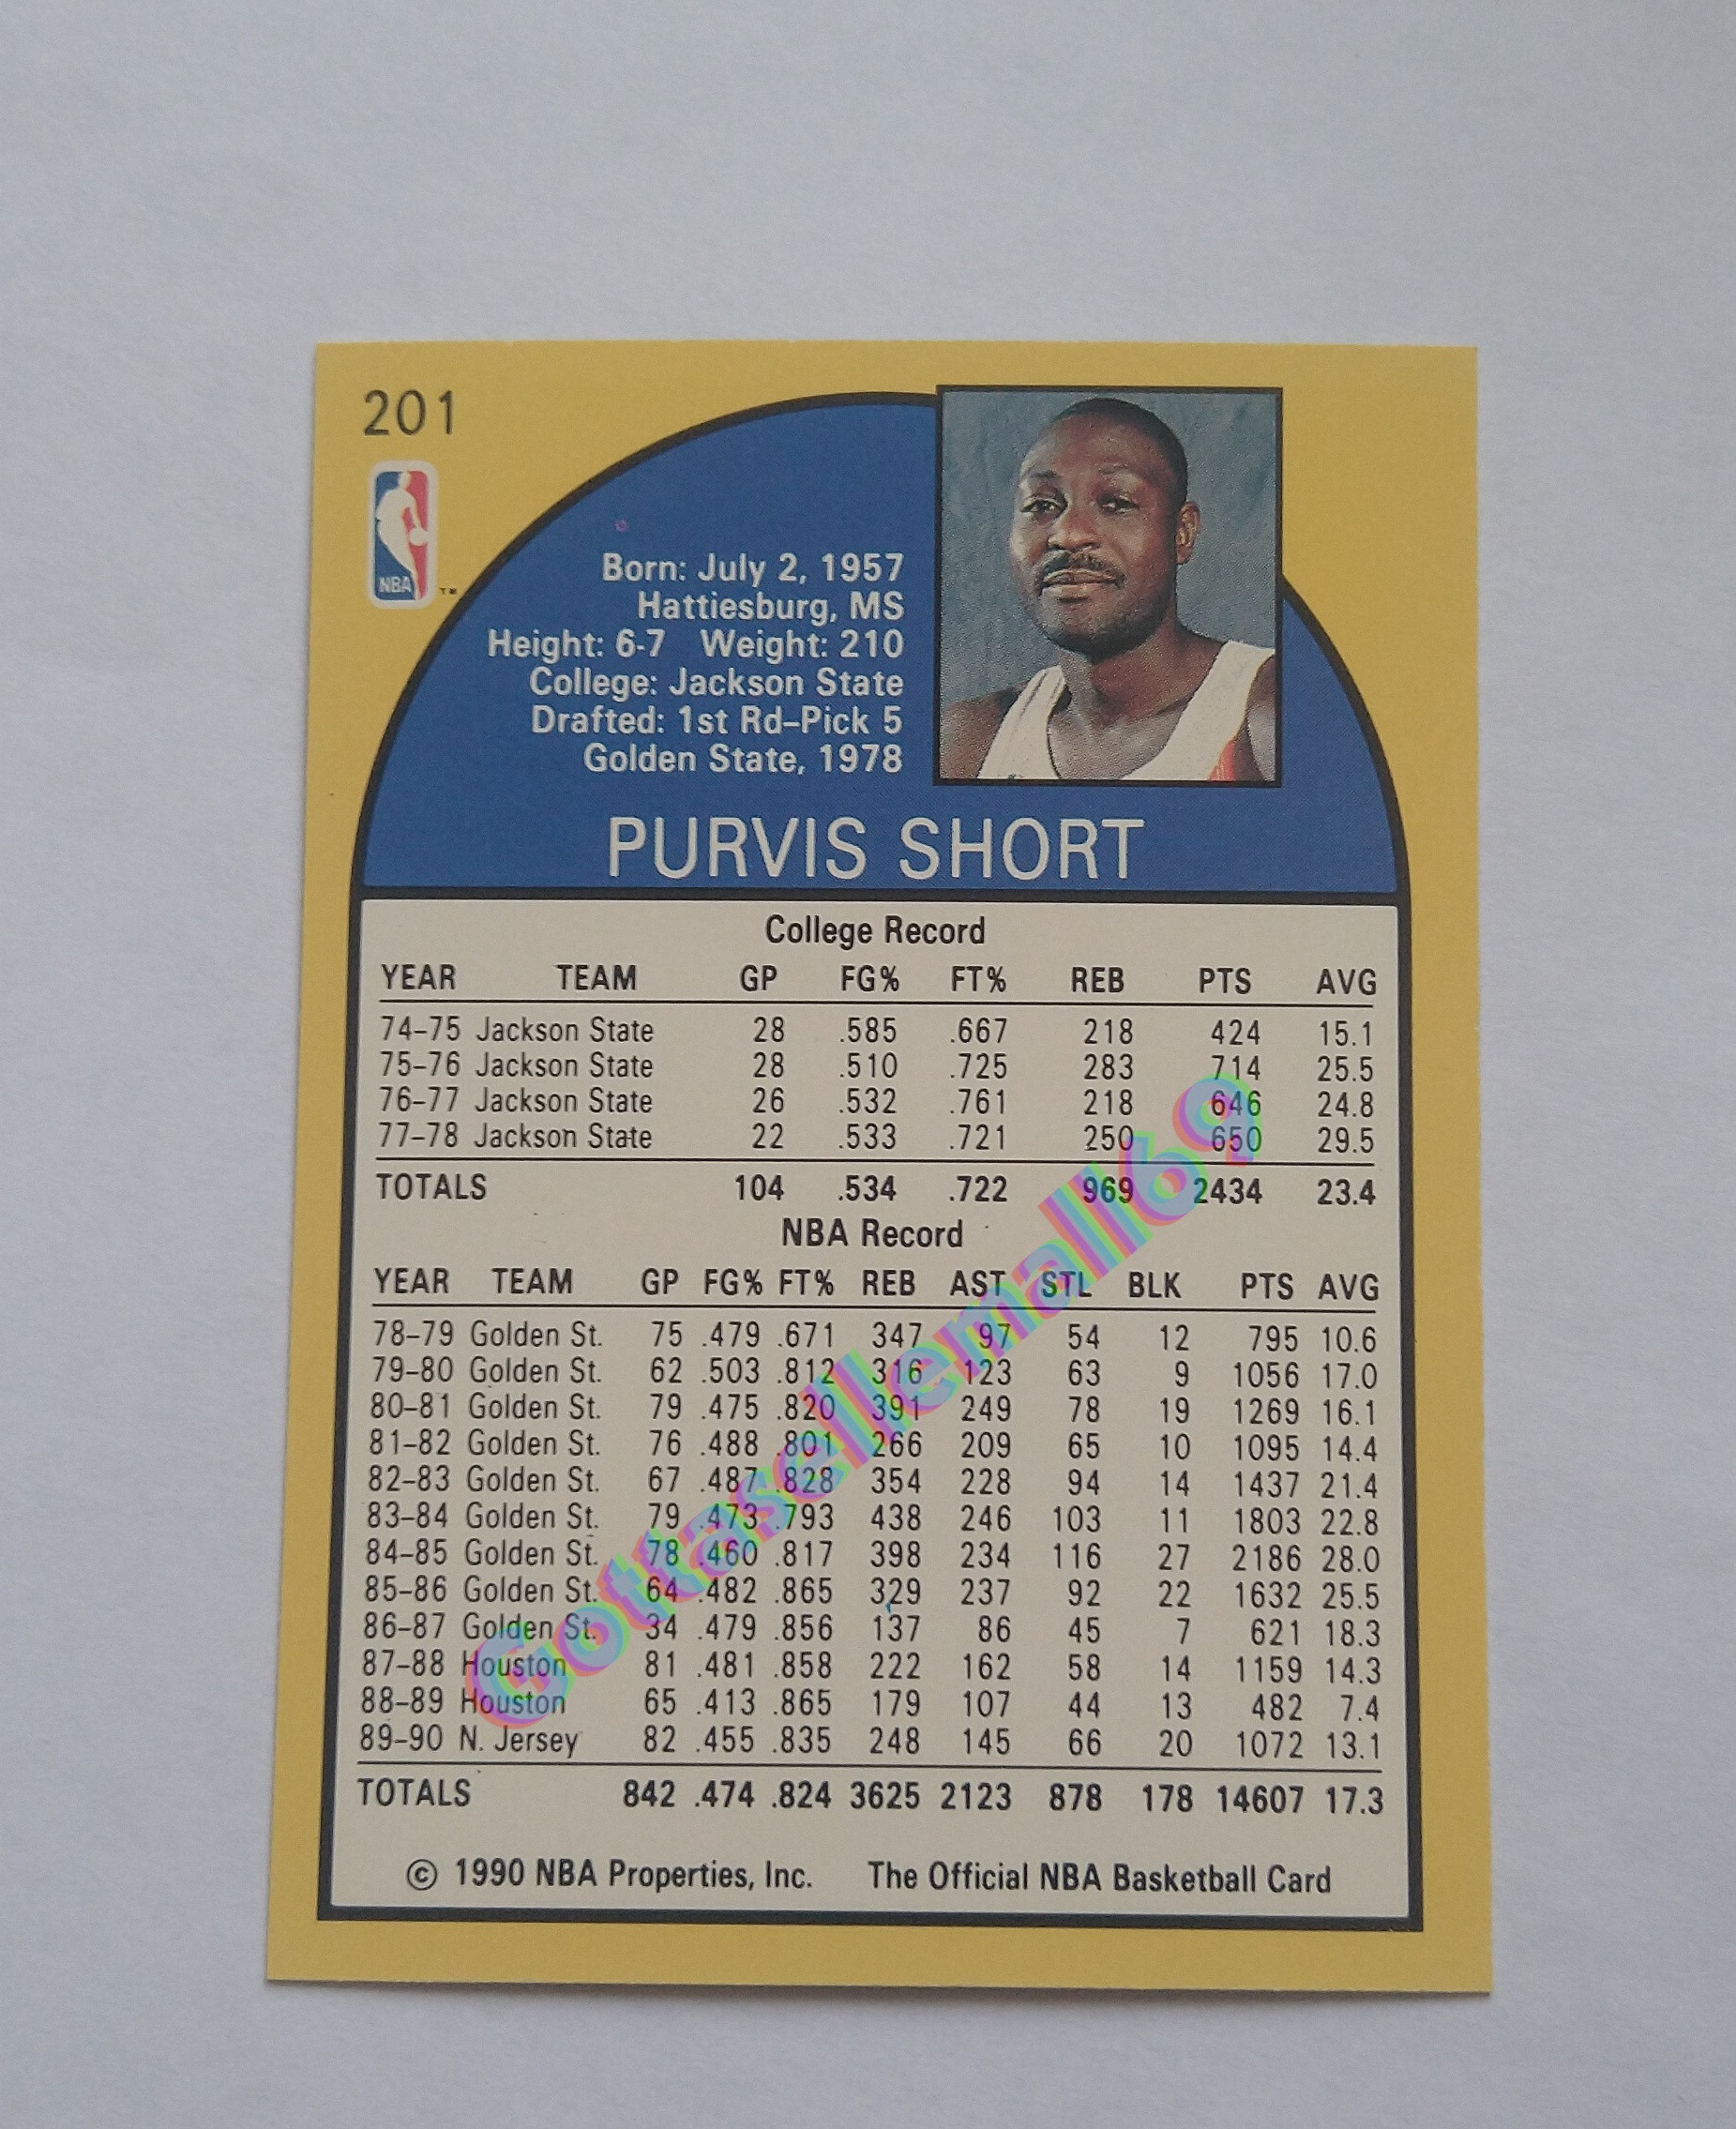 201
NBA
TM
Born: July 2, 1957
Hattiesburg, MS
Height: 6-7 Weight: 210
College: Jackson State
Drafted: 1st Rd–Pick 5
Golden State, 1978
PURVIS SHORT
College Record
YEAR TEAM GP FG% FT% REB PTS AVG
74–75 Jackson State 28 .585 .667 218 424 15.1
75–76 Jackson State 28 .510 .725 283 714 25.5
76–77 Jackson State 26 .532 .761 218 646 24.8
77–78 Jackson State 22 .533 .721 250 650 29.5
TOTALS 104 .534 .722 969 2434 23.4
NBA Record
YEAR TEAM GP FG% FT% REB AST STL BLK PTS AVG
78–79 Golden St. 75 .479 .671 347 97 54 12 795 10.6
79–80 Golden St. 62 .503 .812 316 123 63 9 1056 17.0
80–81 Golden St. 79 .475 .820 391 249 78 19 1269 16.1
81–82 Golden St. 76 .488 .801 266 209 65 10 1095 14.4
82–83 Golden St. 67 .487 .828 354 228 94 14 1437 21.4
83–84 Golden St. 79 .473 .793 438 246 103 11 1803 22.8
84–85 Golden St. 78 .460 .817 398 234 116 27 2186 28.0
85–86 Golden St. 64 .482 .865 329 237 92 22 1632 25.5
86–87 Golden St. 34 .479 .856 137 86 45 7 621 18.3
87–88 Houston 81 .481 .858 222 162 58 14 1159 14.3
88–89 Houston 65 .413 .865 179 107 44 13 482 7.4
89–90 N. Jersey 82 .455 .835 248 145 66 20 1072 13.1
TOTALS 842 .474 .824 3625 2123 878 178 14607 17.3
© 1990 NBA Properties, Inc. The Official NBA Basketball Card
Gottasellemall69